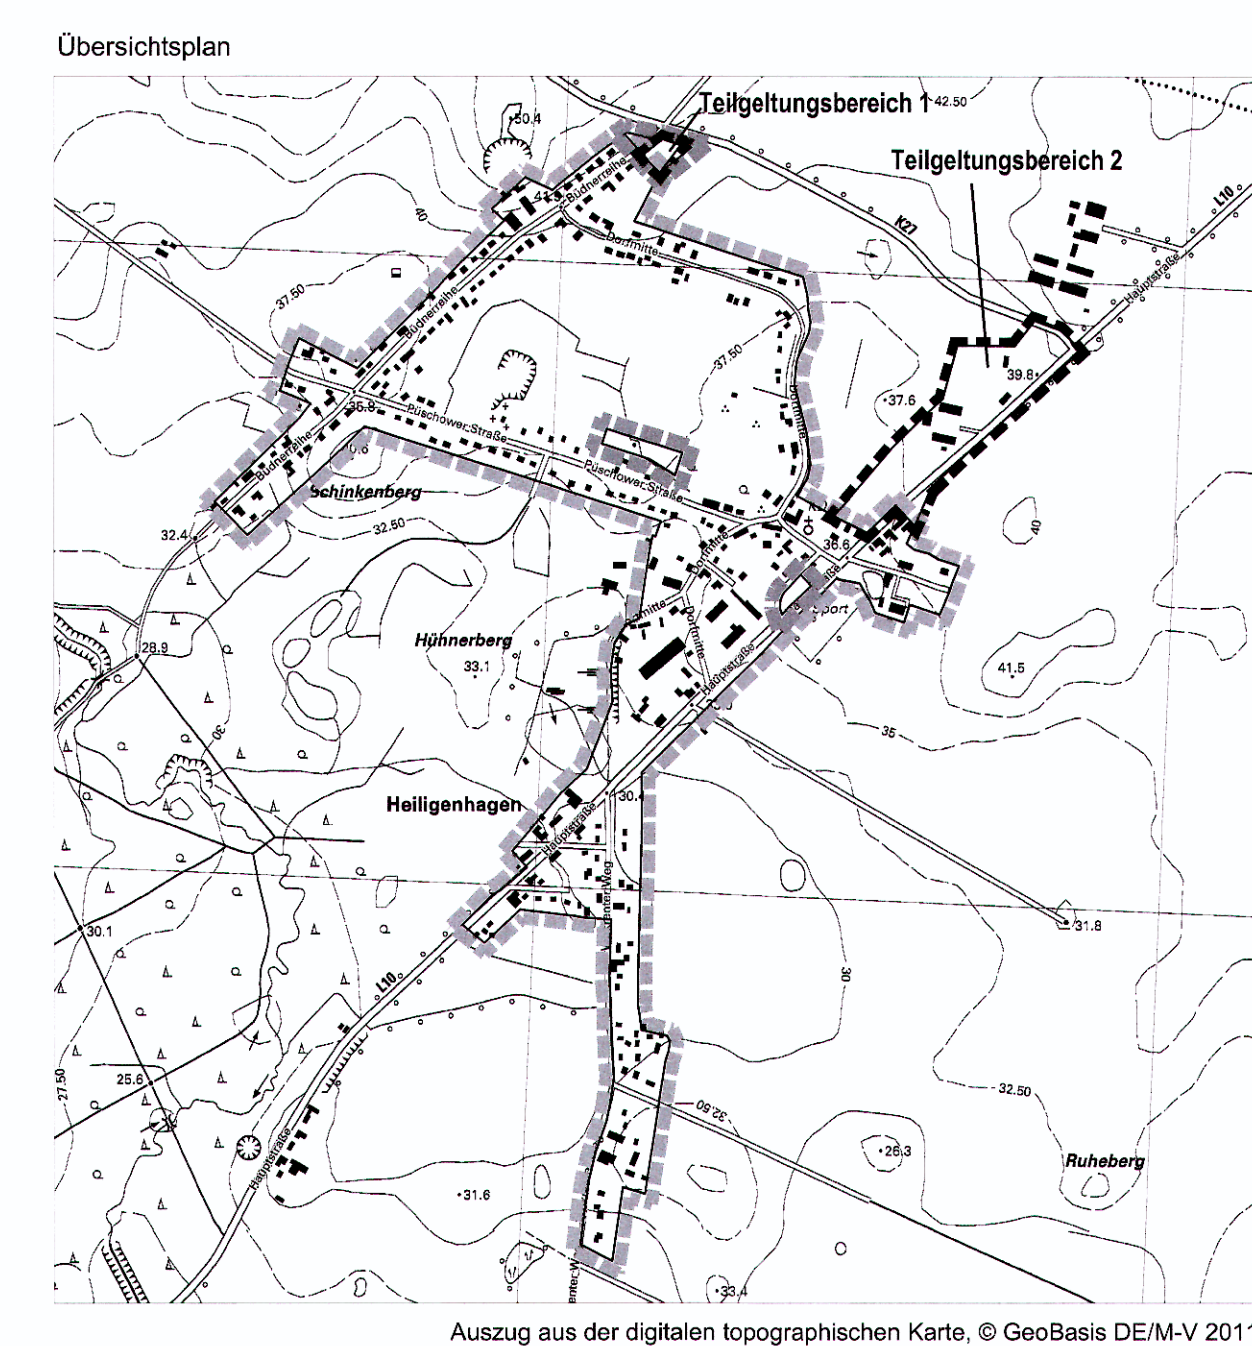 Übersichtsplan
Teilgeltungsbereich 1
42.50
50.4
Teilgeltungsbereich 2
L10
Büdnerreihe
40
K27
Dorfmitte
Hauptstraße
37.50
Büdnerreihe
37.50
39.8
37.6
Püschower Straße
Dorfmitte
Büdnerreihe
Püschower Straße
Schinkenberg
32.50
32.4
40
36.6
Dorfmitte
Sport
Dorfmitte
Hühnerberg
28.9
33.1
41.5
Hauptstraße
30
35
Heiligenhagen
30.4
Hauptstraße
31.8
30.1
L10
30
25.6
27.50
32.50
32.50
26.3
Ruheberg
Hauptstraße
31.6
33.4
Auszug aus der digitalen topographischen Karte, © GeoBasis DE/M-V 2011